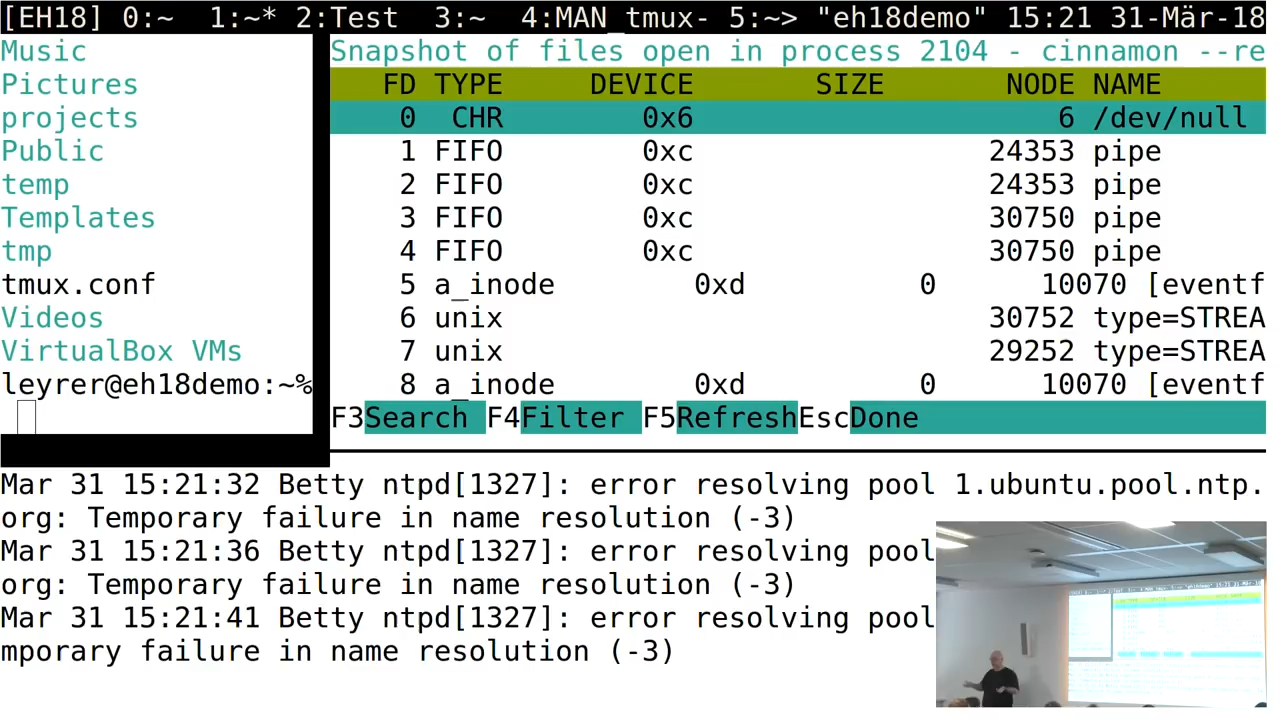 [EH18] 0:~  1:~* 2:Test  3:~  4:MAN_tmux- 5:~> "eh18demo" 15:21 31-Mär-18
Music
Pictures
projects
Public
temp
Templates
tmp
tmux.conf
Videos
VirtualBox VMs
leyrer@eh18demo:~%
Snapshot of files open in process 2104 - cinnamon --re
FD TYPE DEVICE SIZE NODE NAME
0 CHR 0x6 6 /dev/null
1 FIFO 0xc 24353 pipe
2 FIFO 0xc 24353 pipe
3 FIFO 0xc 30750 pipe
4 FIFO 0xc 30750 pipe
5 a_inode 0xd 0 10070 [eventf
6 unix 30752 type=STREA
7 unix 29252 type=STREA
8 a_inode 0xd 0 10070 [eventf
F3Search F4Filter F5RefreshEscDone
Mar 31 15:21:32 Betty ntpd[1327]: error resolving pool 1.ubuntu.pool.ntp.
org: Temporary failure in name resolution (-3)
Mar 31 15:21:36 Betty ntpd[1327]: error resolving pool
org: Temporary failure in name resolution (-3)
Mar 31 15:21:41 Betty ntpd[1327]: error resolving pool
mporary failure in name resolution (-3)